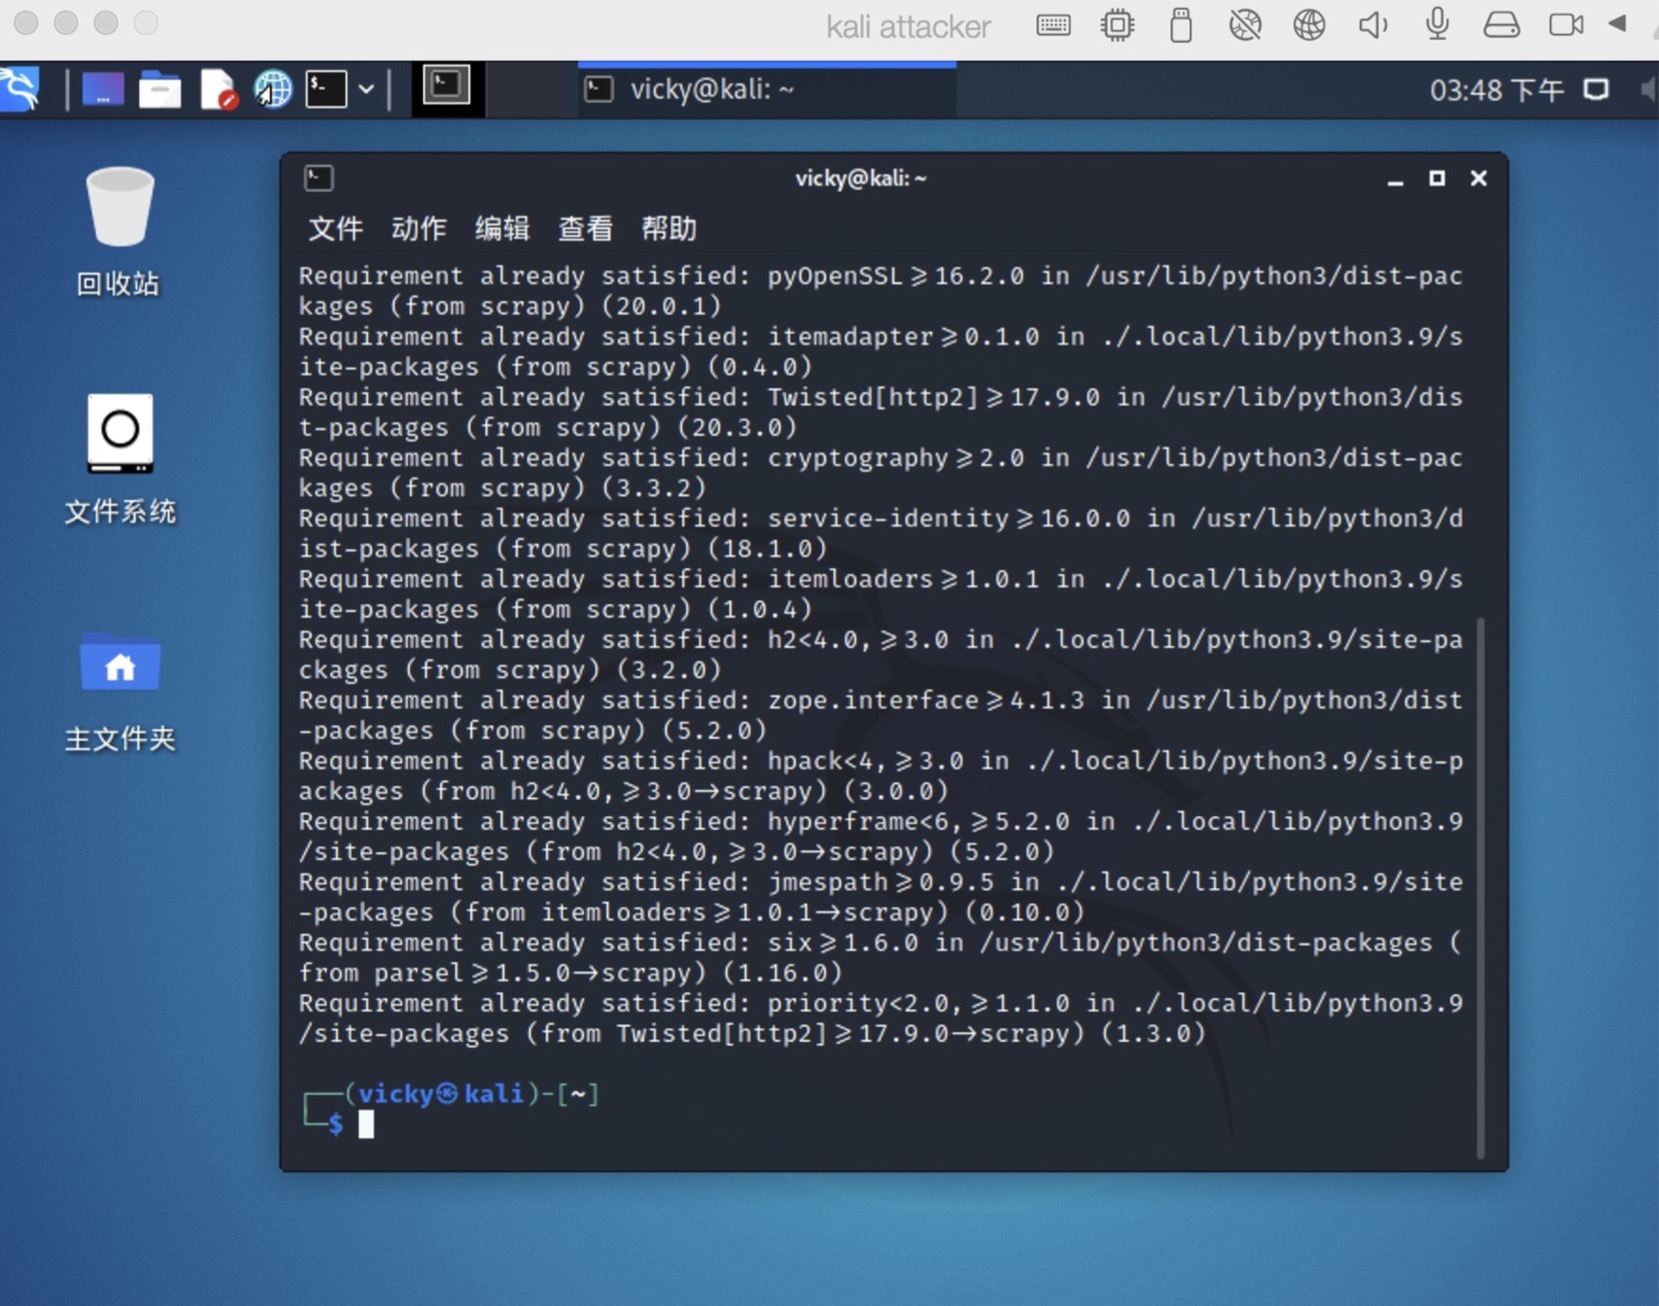 kali attacker
vicky@kali: ~
03:48 下午
回收站
文件系统
主文件夹
vicky@kali: ~
文件 动作 编辑 查看 帮助
Requirement already satisfied: pyOpenSSL≥16.2.0 in /usr/lib/python3/dist-pac
kages (from scrapy) (20.0.1)
Requirement already satisfied: itemadapter≥0.1.0 in ./.local/lib/python3.9/s
ite-packages (from scrapy) (0.4.0)
Requirement already satisfied: Twisted[http2]≥17.9.0 in /usr/lib/python3/dis
t-packages (from scrapy) (20.3.0)
Requirement already satisfied: cryptography≥2.0 in /usr/lib/python3/dist-pac
kages (from scrapy) (3.3.2)
Requirement already satisfied: service-identity≥16.0.0 in /usr/lib/python3/d
ist-packages (from scrapy) (18.1.0)
Requirement already satisfied: itemloaders≥1.0.1 in ./.local/lib/python3.9/s
ite-packages (from scrapy) (1.0.4)
Requirement already satisfied: h2<4.0,≥3.0 in ./.local/lib/python3.9/site-pa
ckages (from scrapy) (3.2.0)
Requirement already satisfied: zope.interface≥4.1.3 in /usr/lib/python3/dist
-packages (from scrapy) (5.2.0)
Requirement already satisfied: hpack<4,≥3.0 in ./.local/lib/python3.9/site-p
ackages (from h2<4.0,≥3.0→scrapy) (3.0.0)
Requirement already satisfied: hyperframe<6,≥5.2.0 in ./.local/lib/python3.9
/site-packages (from h2<4.0,≥3.0→scrapy) (5.2.0)
Requirement already satisfied: jmespath≥0.9.5 in ./.local/lib/python3.9/site
-packages (from itemloaders≥1.0.1→scrapy) (0.10.0)
Requirement already satisfied: six≥1.6.0 in /usr/lib/python3/dist-packages (
from parsel≥1.5.0→scrapy) (1.16.0)
Requirement already satisfied: priority<2.0,≥1.1.0 in ./.local/lib/python3.9
/site-packages (from Twisted[http2]≥17.9.0→scrapy) (1.3.0)
┌──(vicky㉿kali)-[~]
└─$